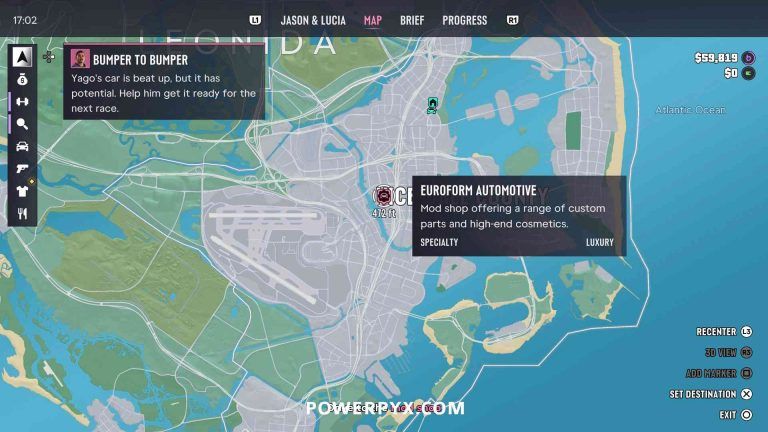 17:02
L1
JASON & LUCIA
MAP
BRIEF
PROGRESS
R1
LEONIDA
BUMPER TO BUMPER
Yago's car is beat up, but it has
potential. Help him get it ready for the
next race.
$59,819
$0
Atlantic Ocean
EUROFORM AUTOMOTIVE
Mod shop offering a range of custom
parts and high-end cosmetics.
SPECIALTY
LUXURY
RECENTER L3
3D VIEW R3
ADD MARKER
SET DESTINATION
EXIT
POWERPYX.COM